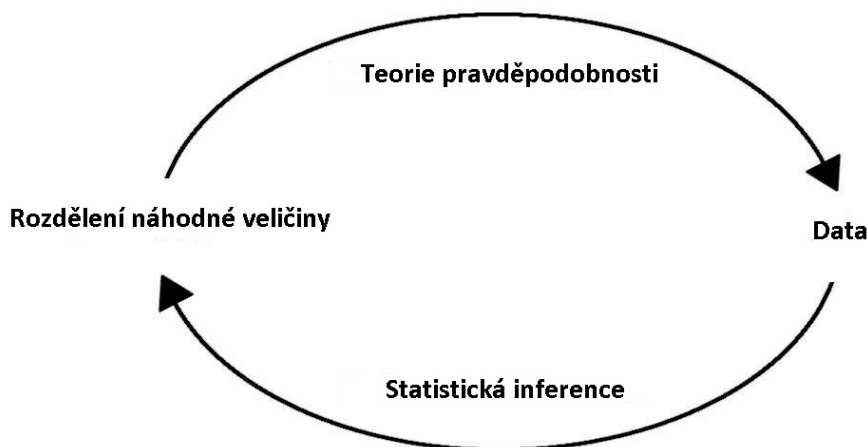 Teorie pravděpodobnosti
Rozdělení náhodné veličiny
Data
Statistická inference